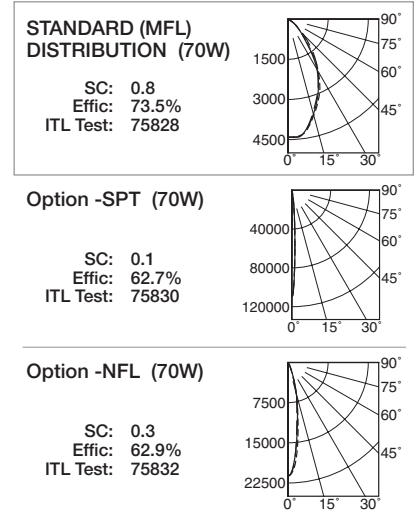 STANDARD (MFL)
DISTRIBUTION (70W)
SC: 0.8
Effic: 73.5%
ITL Test: 75828
1500
3000
4500
0° 15° 30°
90°
75°
60°
45°
Option -SPT (70W)
SC: 0.1
Effic: 62.7%
ITL Test: 75830
40000
80000
120000
0° 15° 30°
90°
75°
60°
45°
Option -NFL (70W)
SC: 0.3
Effic: 62.9%
ITL Test: 75832
7500
15000
22500
0° 15° 30°
90°
75°
60°
45°